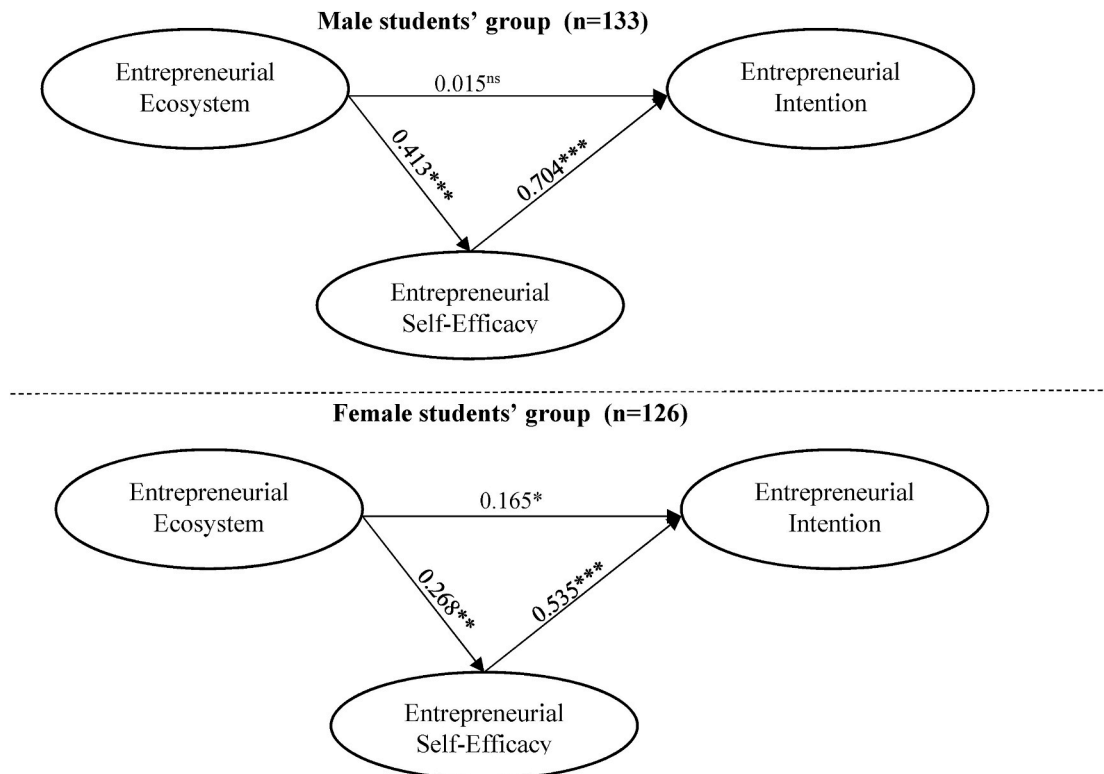 Male students’ group (n=133)
Entrepreneurial
Ecosystem
0.015ns
Entrepreneurial
Intention
0.413***
0.704***
Entrepreneurial
Self-Efficacy
Female students’ group (n=126)
Entrepreneurial
Ecosystem
0.165*
Entrepreneurial
Intention
0.268**
0.535***
Entrepreneurial
Self-Efficacy